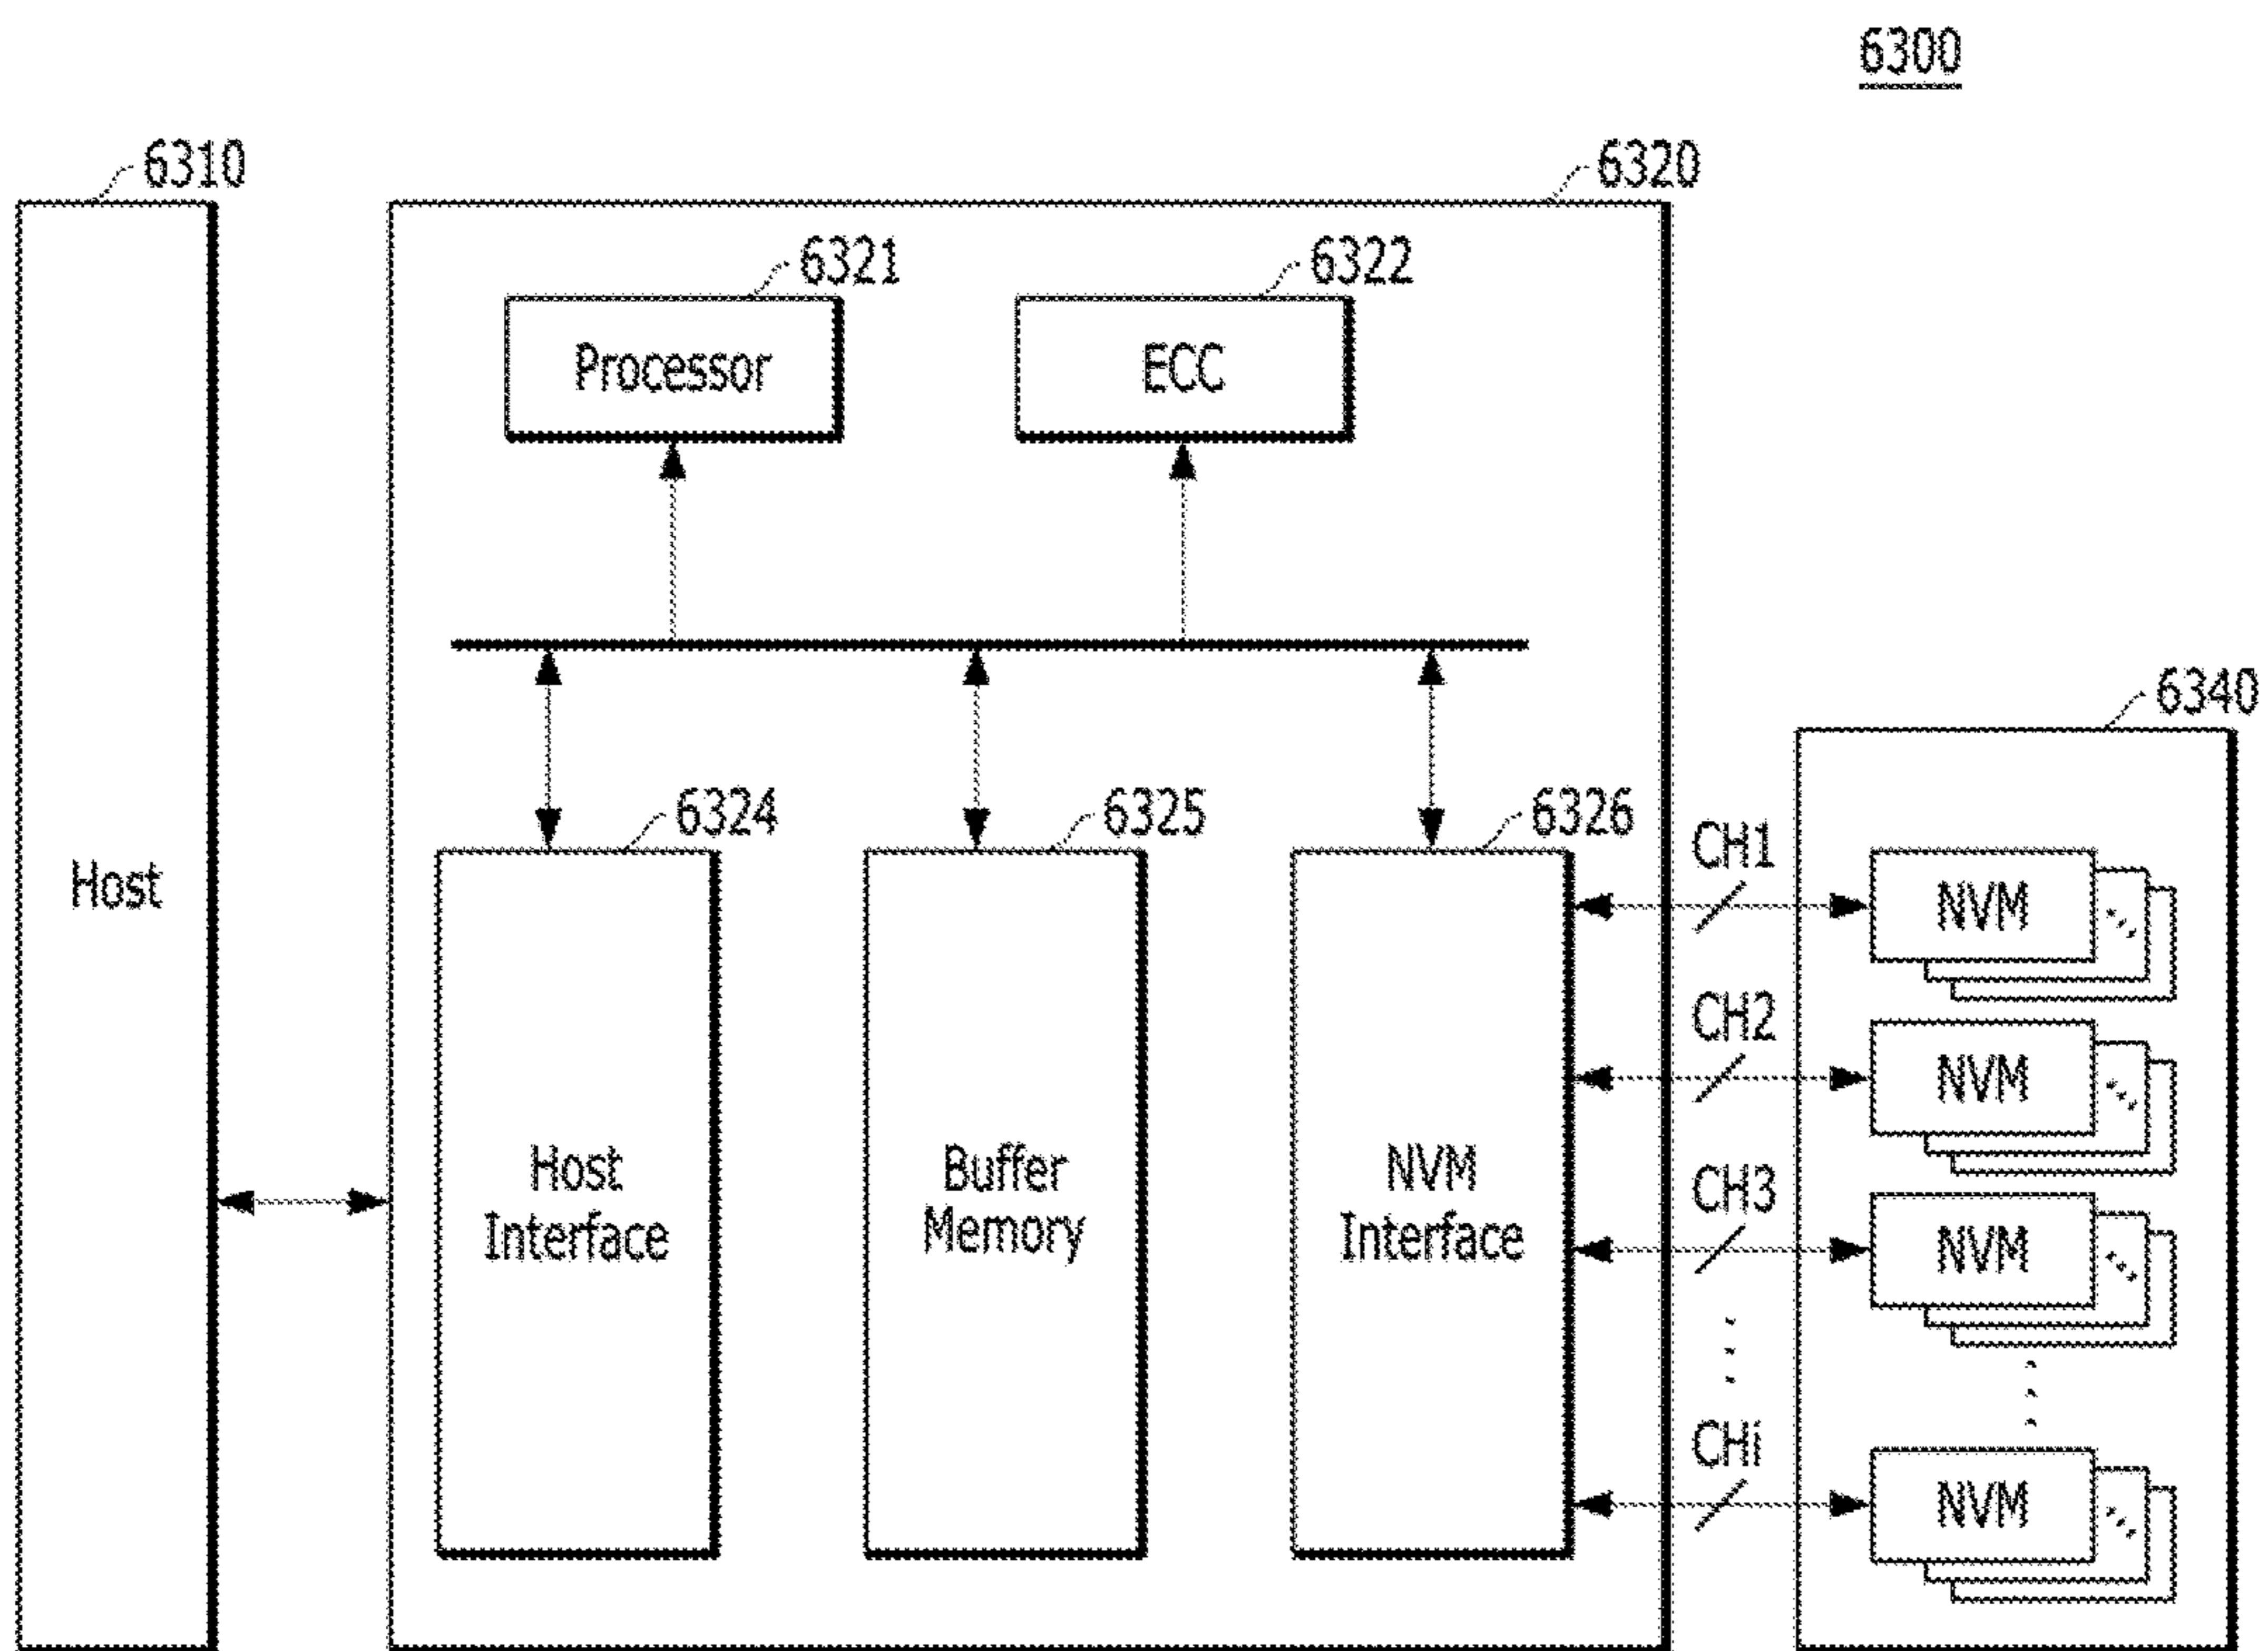 6300
6310
6320
6321
6322
Processor
ECC
6340
6324
6325
6326
CH1
Host
NVM
CH2
NVM
Host
Interface
Buffer
Memory
NVM
Interface
CH3
NVM
CHi
NVM